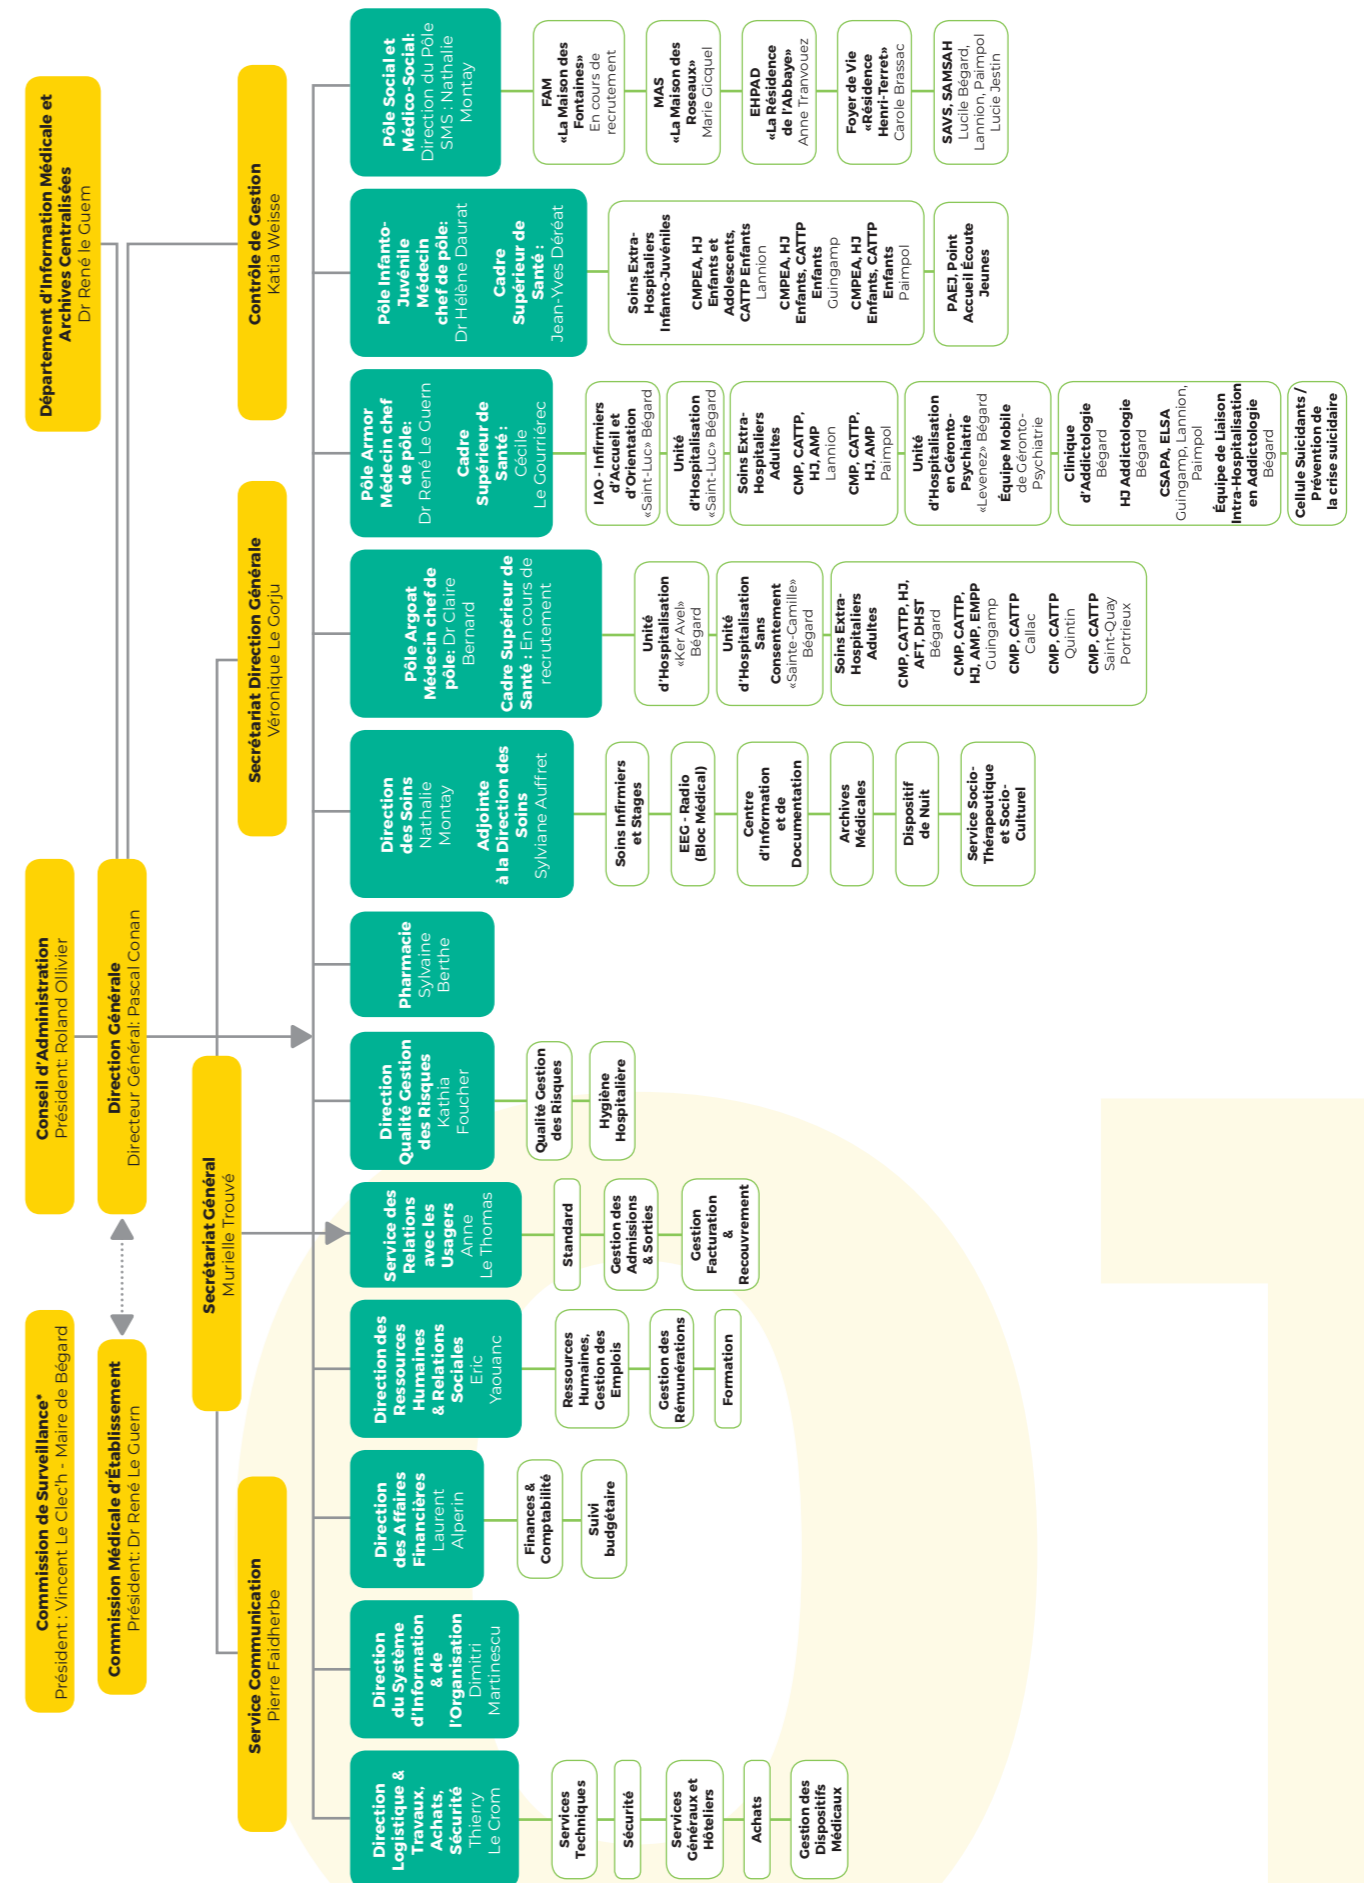 Commission de Surveillance*
Président : Vincent Le Clec'h - Maire de Bégard
Conseil d'Administration
Président: Roland Ollivier
Département d'Information Médicale et
Archives Centralisées
Dr René le Guem
Commission Médicale d'Établissement
Président: Dr René Le Guern
Direction Générale
Directeur Général: Pascal Conan
Secrétariat Général
Murielle Trouvé
Service Communication
Pierre Faidherbe
Secrétariat Direction Générale
Véronique Le Gorju
Contrôle de Gestion
Katia Weisse
Direction
Logistique &
Travaux,
Achats,
Sécurité
Thierry
Le Crom
Services
Techniques
Sécurité
Services
Généraux et
Hôteliers
Achats
Gestion des
Dispositifs
Médicaux
Direction
du Système
d'Information
& de
l'Organisation
Dimitri
Martinescu
Direction
des Affaires
Financières
Laurent
Alperin
Finances &
Comptabilité
Suivi
budgétaire
Direction des
Ressources
Humaines
& Relations
Sociales
Eric
Yaouanc
Ressources
Humaines,
Gestion des
Emplois
Gestion des
Rémunérations
Formation
Service des
Relations
avec les
Usagers
Anne
Le Thomas
Standard
Gestion des
Admissions
& Sorties
Gestion
Facturation
&
Recouvrement
Direction
Qualité Gestion
des Risques
Kathia
Foucher
Qualité Gestion
des Risques
Hygiène
Hospitalière
Pharmacie
Sylvaine
Berthe
Direction
des Soins
Nathalie
Montay
Adjointe
à la Direction des
Soins
Sylviane Auffret
Soins Infirmiers
et Stages
EEG - Radio
(Bloc Médical)
Centre
d'Information
et de
Documentation
Archives
Médicales
Dispositif
de Nuit
Service Socio-
Thérapeutique
et Socio-
Culturel
Pôle Argoat
Médecin chef de
pôle: Dr Claire
Bernard
Cadre Supérieur de
Santé : En cours de
recrutement
Unité
d'Hospitalisation
«Ker Avel»
Bégard
Unité
d'Hospitalisation
Sans
Consentement
«Sainte-Camille»
Bégard
Soins Extra-
Hospitaliers
Adultes
CMP, CATTP, HJ,
AFT, DHST
Bégard
CMP, CATTP,
HJ, AMP, EMPP
Guingamp
CMP, CATTP
Callac
CMP, CATTP
Quintin
CMP, CATTP
Saint-Quay
Portrieux
Pôle Armor
Médecin chef
de pôle:
Dr René Le Guern
Cadre
Supérieur de
Santé :
Cécile
Le Gourriérec
IAO - Infirmiers
d'Accueil et
d'Orientation
«Saint-Luc» Bégard
Unité
d'Hospitalisation
«Saint-Luc» Bégard
Soins Extra-
Hospitaliers
Adultes
CMP, CATTP,
HJ, AMP
Lannion
CMP, CATTP,
HJ, AMP
Paimpol
Unité
d'Hospitalisation
en Géronto-
Psychiatrie
«Levenez» Bégard
Équipe Mobile
de Géronto-
Psychiatrie
Clinique
d'Addictologie
Bégard
HJ Addictologie
Bégard
CSAPA, ELSA
Guingamp, Lannion,
Paimpol
Équipe de Liaison
Intra-Hospitalisation
en Addictologie
Bégard
Cellule Suicidants /
Prévention de
la crise suicidaire
Pôle Infanto-
Juvénile
Médecin
chef de pôle:
Dr Hélène Daurat
Cadre
Supérieur de
Santé :
Jean-Yves Déréat
Soins Extra-
Hospitaliers
Infanto-Juvéniles
CMPEA, HJ
Enfants et
Adolescents,
CATTP Enfants
Lannion
CMPEA, HJ
Enfants, CATTP
Enfants
Guingamp
CMPEA, HJ
Enfants, CATTP
Enfants
Paimpol
PAEJ, Point
Accueil Écoute
Jeunes
Pôle Social et
Médico-Social:
Direction du Pôle
SMS : Nathalie
Montay
FAM
«La Maison des
Fontaines»
En cours de
recrutement
MAS
«La Maison des
Roseaux»
Marie Gicquel
EHPAD
«La Résidence
de l'Abbaye»
Anne Tranvouez
Foyer de Vie
«Résidence
Henri-Terret»
Carole Brassac
SAVS, SAMSAH
Lucile Bégard,
Lannion, Paimpol
Lucie Jestin
01